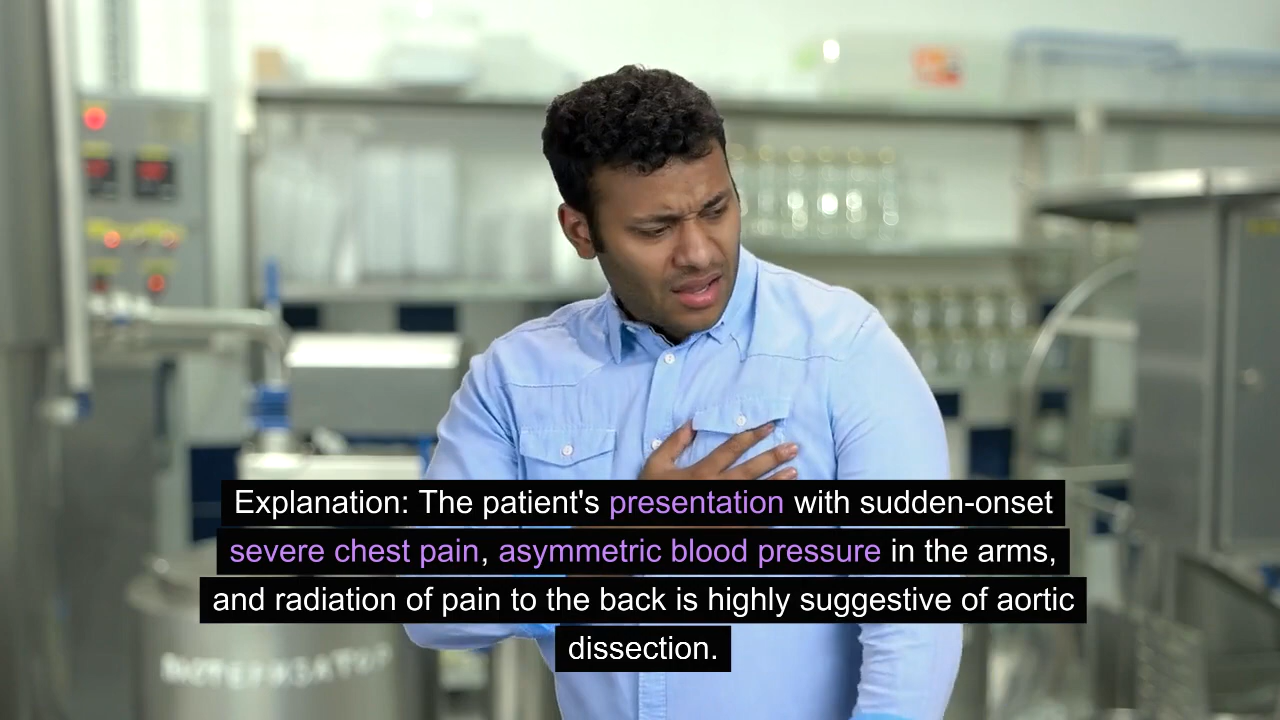 Explanation: The patient's presentation with sudden-onset
severe chest pain, asymmetric blood pressure in the arms,
and radiation of pain to the back is highly suggestive of aortic
dissection.